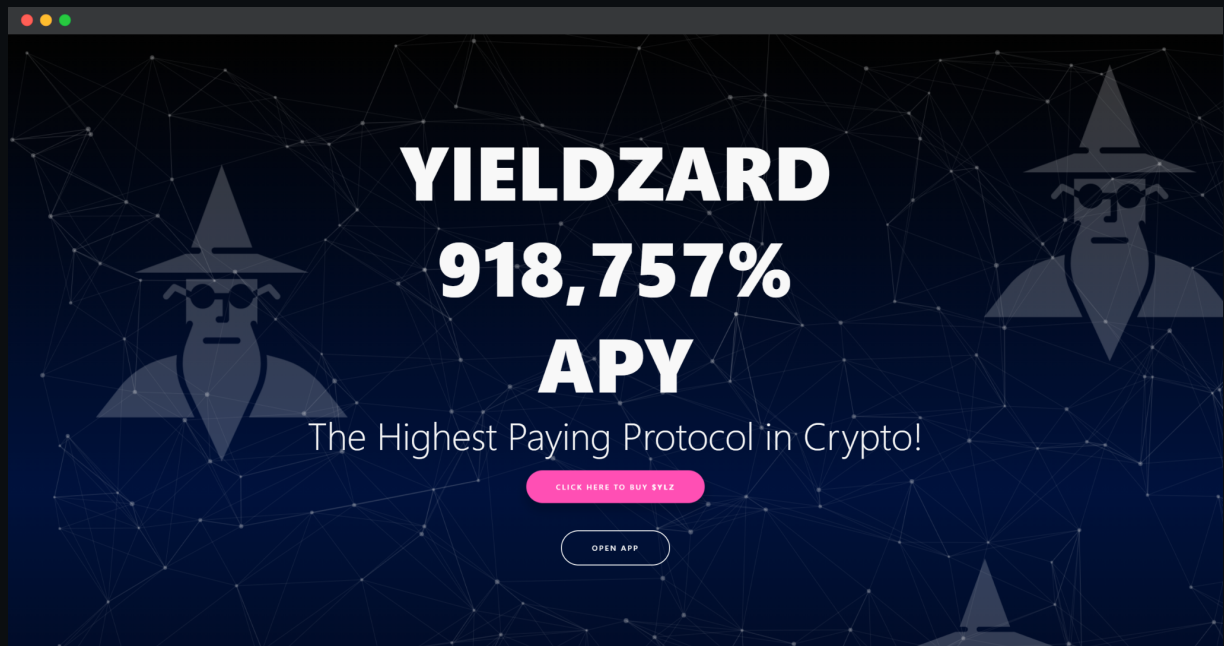 YIELDZARD
918,757%
APY
The Highest Paying Protocol in Crypto!
CLICK HERE TO BUY $YLZ
OPEN APP